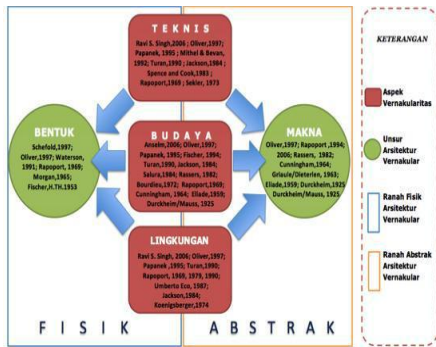 T E K N I S
Ravi S. Singh,2006 ; Oliver,1997;
Papanek, 1995 ; Mithel & Bevan,
1992; Turan,1990 ; Jackson,1984 ;
Spence and Cook,1983 ;
Rapoport,1969 ; Sekler, 1973
BENTUK
Schefold,1997;
Oliver,1997; Waterson,
1991; Rapoport, 1969;
Morgan,1965;
Fischer,H.TH.1953
B U D A Y A
Anselm,2006; Oliver,1997;
Papanek,1995; Fischer, 1994;
Turan,1990, Jackson, 1984;
Salura,1984; Rassers, 1982;
Bourdieu,1972; Rapoport,1969;
Cunningham, 1964; Eliade,1959;
Durckheim/Mauss, 1925
MAKNA
Oliver,1997; Rapoport,1994;
2006; Rassers, 1982;
Cunningham,1964;
Griaule/Dieterlen, 1963;
Eliade,1959; Durckheim,1925
Durckheim/Mauss, 1925
LINGKUNGAN
Ravi S. Singh, 2006; Oliver,1997;
Papanek ,1995; Turan,1990;
Rapoport, 1969, 1979, 1990;
Umberto Eco, 1987;
Jackson,1984;
Koenigsberger,1974
F I S I K
A B S T R A K
KETERANGAN
Aspek
Vernakularitas
Unsur
Arsitektur
Vernakular
Ranah Fisik
Arsitektur
Vernakular
Ranah Abstrak
Arsitektur
Vernakular